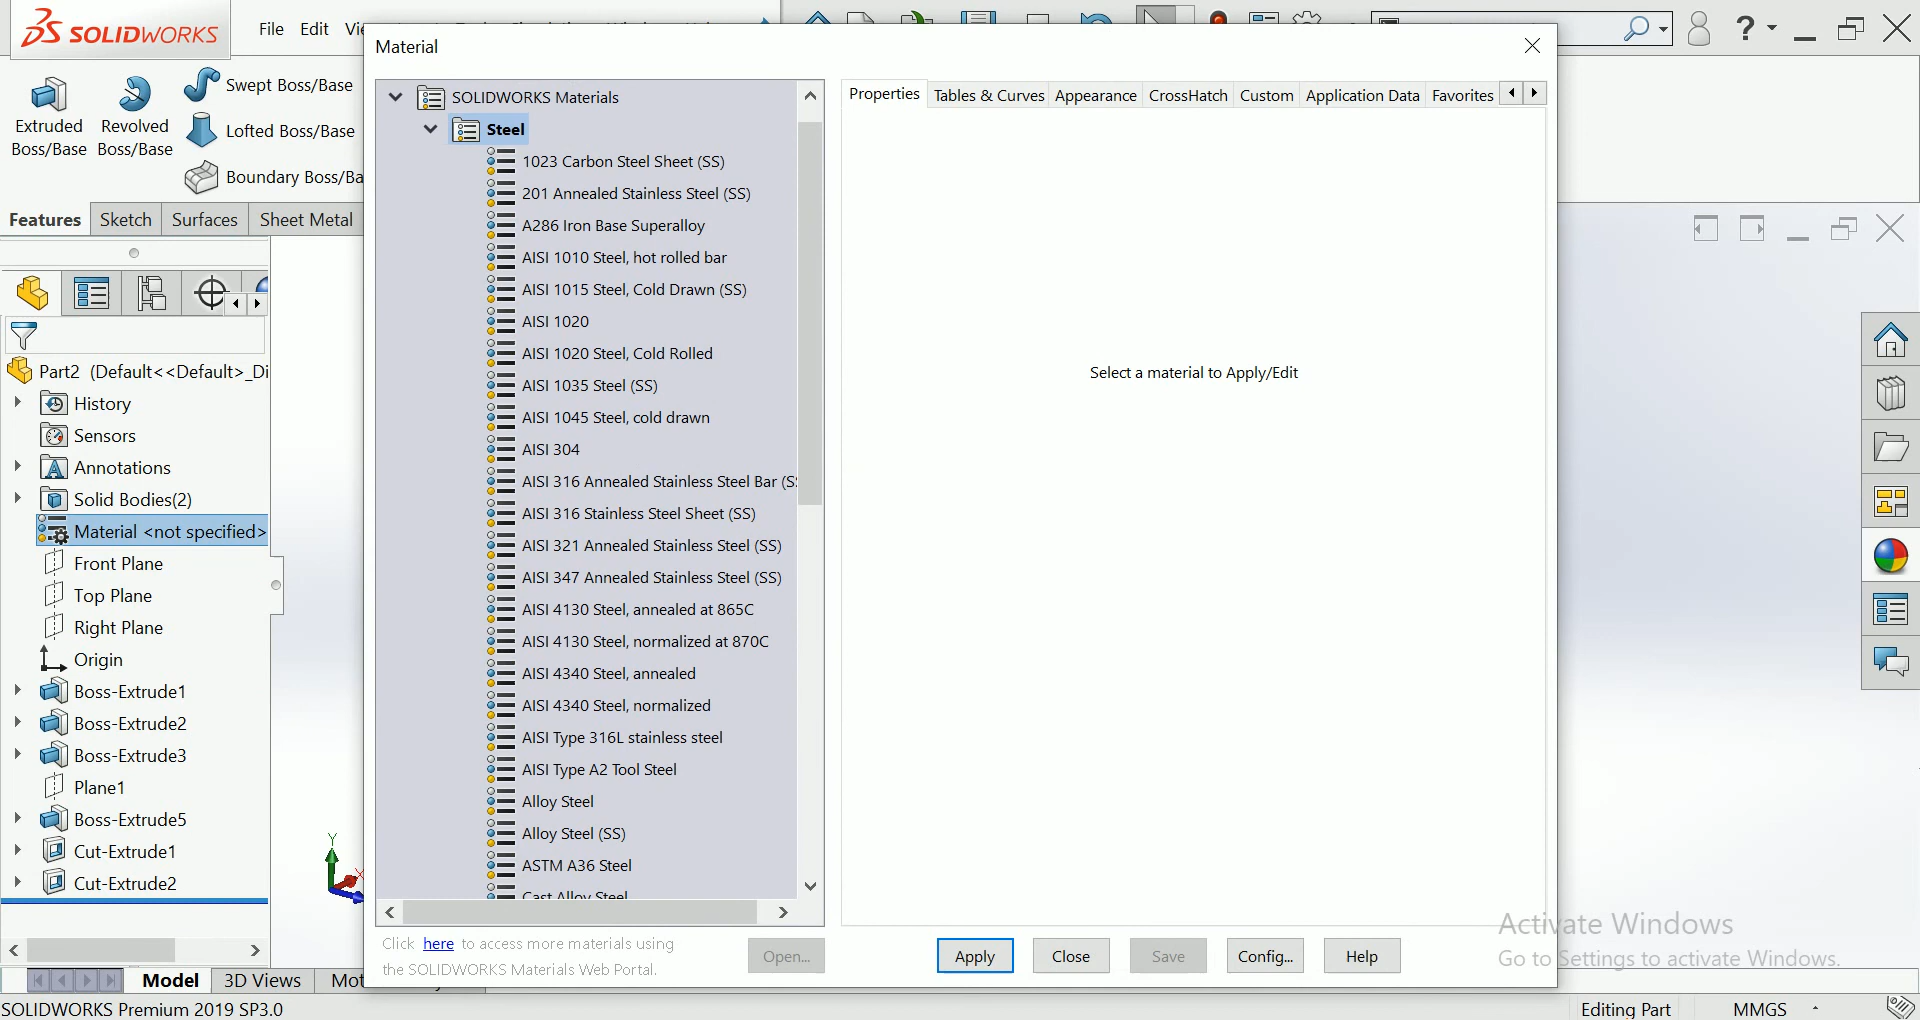 SOLIDWORKS
File Edit
Material
Extruded Boss/Base
Revolved Boss/Base
Swept Boss/Base
Lofted Boss/Base
Boundary Boss/Ba
Features Sketch Surfaces Sheet Metal
Part2 (Default<<Default>_Di
History
Sensors
Annotations
Solid Bodies(2)
Material <not specified>
Front Plane
Top Plane
Right Plane
Origin
Boss-Extrude1
Boss-Extrude2
Boss-Extrude3
Plane1
Boss-Extrude5
Cut-Extrude1
Cut-Extrude2
SOLIDWORKS Materials
Steel
1023 Carbon Steel Sheet (SS)
201 Annealed Stainless Steel (SS)
A286 Iron Base Superalloy
AISI 1010 Steel, hot rolled bar
AISI 1015 Steel, Cold Drawn (SS)
AISI 1020
AISI 1020 Steel, Cold Rolled
AISI 1035 Steel (SS)
AISI 1045 Steel, cold drawn
AISI 304
AISI 316 Annealed Stainless Steel Bar (S
AISI 316 Stainless Steel Sheet (SS)
AISI 321 Annealed Stainless Steel (SS)
AISI 347 Annealed Stainless Steel (SS)
AISI 4130 Steel, annealed at 865C
AISI 4130 Steel, normalized at 870C
AISI 4340 Steel, annealed
AISI 4340 Steel, normalized
AISI Type 316L stainless steel
AISI Type A2 Tool Steel
Alloy Steel
Alloy Steel (SS)
ASTM A36 Steel
Cast Alloy Steel
Click here to access more materials using
the SOLIDWORKS Materials Web Portal.
Open...
Properties Tables & Curves Appearance CrossHatch Custom Application Data Favorites
Select a material to Apply/Edit
Apply Close Save Config... Help
Activate Windows
Go to Settings to activate Windows.
Y
X
Model 3D Views Mot
SOLIDWORKS Premium 2019 SP3.0
Editing Part MMGS